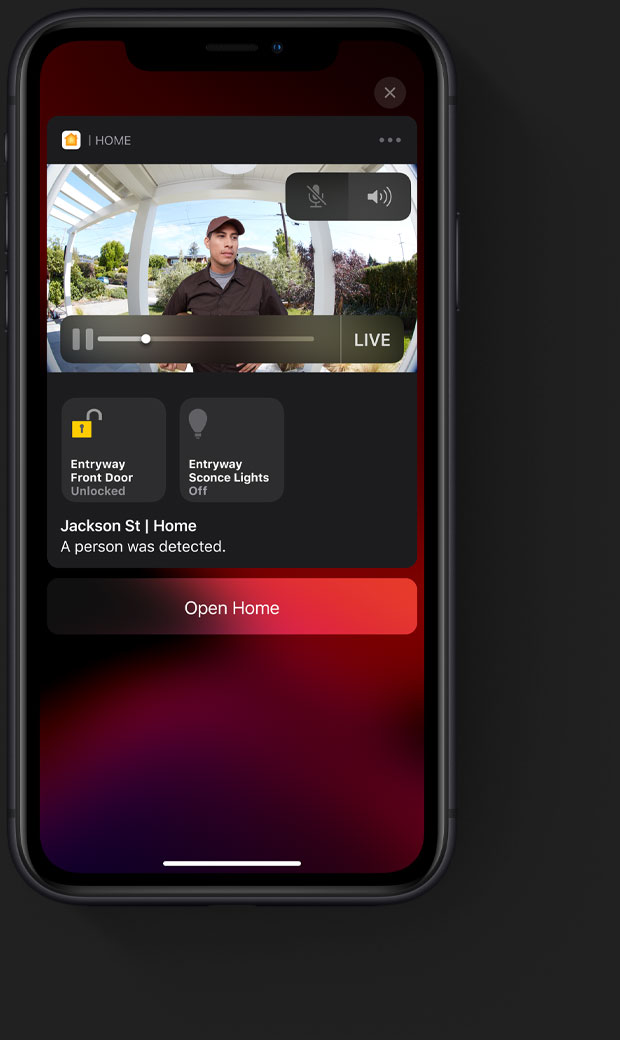 | HOME
LIVE
Entryway
Front Door
Unlocked
Entryway
Sconce Lights
Off
Jackson St | Home
A person was detected.
Open Home